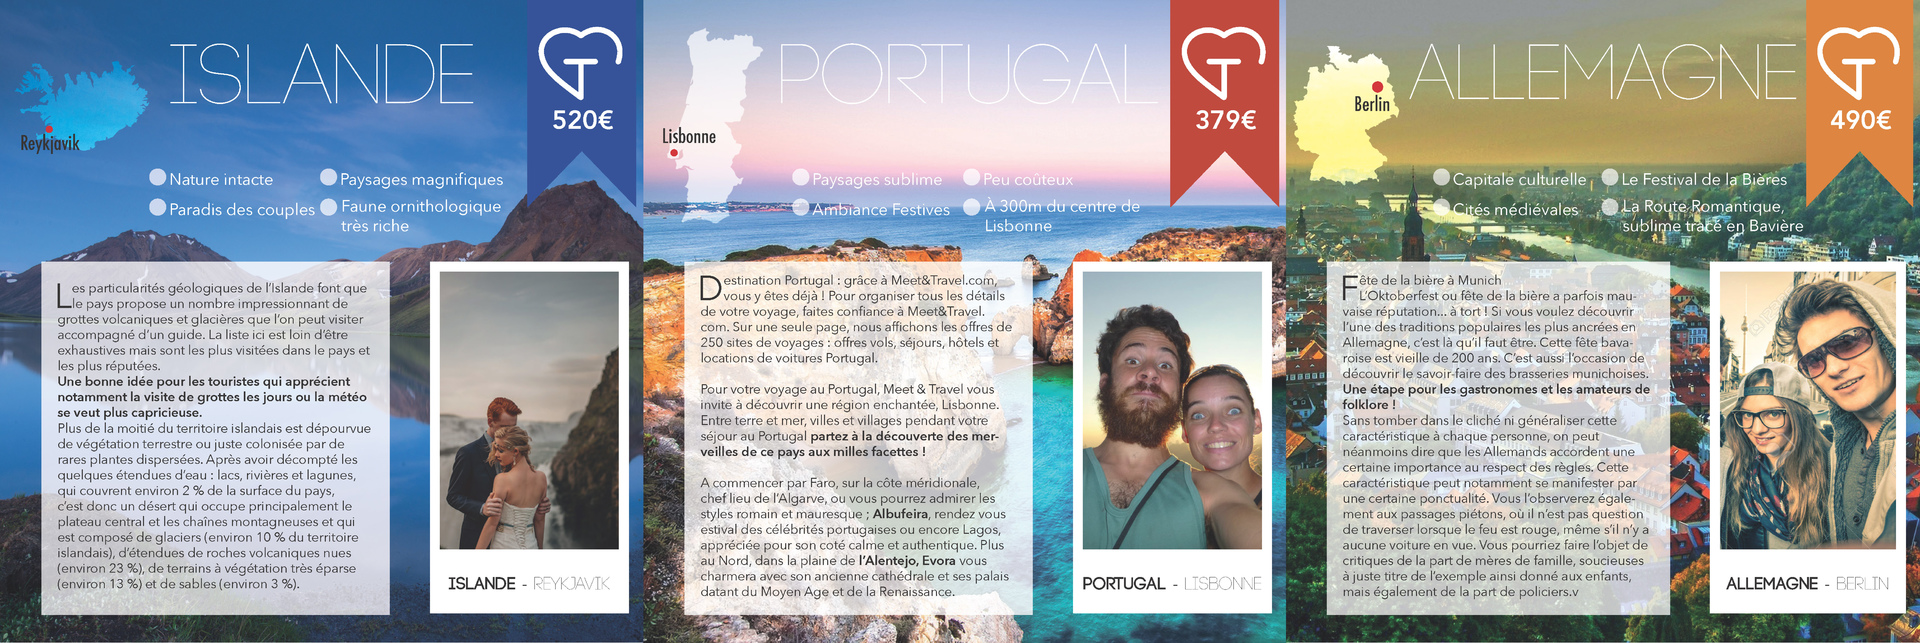 ISLANDE
T
520€
Reykjavik
Nature intacte
Paysages magnifiques
Paradis des couples
Faune ornithologique
très riche
Les particularités géologiques de l'Islande font que
le pays propose un nombre impressionnant de
grottes volcaniques et glacières que l'on peut visiter
accompagné d'un guide. La liste ici est loin d'être
exhaustives mais sont les plus visitées dans le pays et
les plus réputées.
Une bonne idée pour les touristes qui apprécient
notamment la visite de grottes les jours ou la météo
se veut plus capricieuse.
Plus de la moitié du territoire islandais est dépourvue
de végétation terrestre ou juste colonisée par de
rares plantes dispersées. Après avoir décompté les
quelques étendues d'eau : lacs, rivières et lagunes,
qui couvrent environ 2 % de la surface du pays,
c'est donc un désert qui occupe principalement le
plateau central et les chaînes montagneuses et qui
est composé de glaciers (environ 10 % du territoire
islandais), d'étendues de roches volcaniques nues
(environ 23 %), de terrains à végétation très éparse
(environ 13 %) et de sables (environ 3 %).
ISLANDE - REYKJAVIK
PORTUGAL
T
379€
Lisbonne
Paysages sublime
Peu coûteux
Ambiance Festives
À 300m du centre de
Lisbonne
Destination Portugal : grâce à Meet&Travel.com,
vous y êtes déjà ! Pour organiser tous les détails
de votre voyage, faites confiance à Meet&Travel.
com. Sur une seule page, nous affichons les offres de
250 sites de voyages : offres vols, séjours, hôtels et
locations de voitures Portugal.
Pour votre voyage au Portugal, Meet & Travel vous
invite à découvrir une région enchantée, Lisbonne.
Entre terre et mer, villes et villages pendant votre
séjour au Portugal partez à la découverte des mer-
veilles de ce pays aux milles facettes !
A commencer par Faro, sur la côte méridionale,
chef lieu de l'Algarve, ou vous pourrez admirer les
styles romain et mauresque ; Albufeira, rendez vous
estival des célébrités portugaises ou encore Lagos,
appréciée pour son coté calme et authentique. Plus
au Nord, dans la plaine de l'Alentejo, Evora vous
charmera avec son ancienne cathédrale et ses palais
datant du Moyen Age et de la Renaissance.
PORTUGAL - LISBONNE
ALLEMAGNE
T
490€
Berlin
Capitale culturelle
Le Festival de la Bières
Cités médiévales
La Route Romantique,
sublime tracé en Bavière
Fête de la bière à Munich
L'Oktoberfest ou fête de la bière a parfois mau-
vaise réputation... à tort ! Si vous voulez découvrir
l'une des traditions populaires les plus ancrées en
Allemagne, c'est là qu'il faut être. Cette fête bava-
roise est vieille de 200 ans. C'est aussi l'occasion de
découvrir le savoir-faire des brasseries munichoises.
Une étape pour les gastronomes et les amateurs de
folklore !
Sans tomber dans le cliché ni généraliser cette
caractéristique à chaque personne, on peut
néanmoins dire que les Allemands accordent une
certaine importance au respect des règles. Cette
caractéristique peut notamment se manifester par
une certaine ponctualité. Vous l'observerez égale-
ment aux passages piétons, où il n'est pas question
de traverser lorsque le feu est rouge, même s'il n'y a
aucune voiture en vue. Vous pourriez faire l'objet de
critiques de la part de mères de famille, soucieuses
à juste titre de l'exemple ainsi donné aux enfants,
mais également de la part de policiers.v
ALLEMAGNE - BERLIN